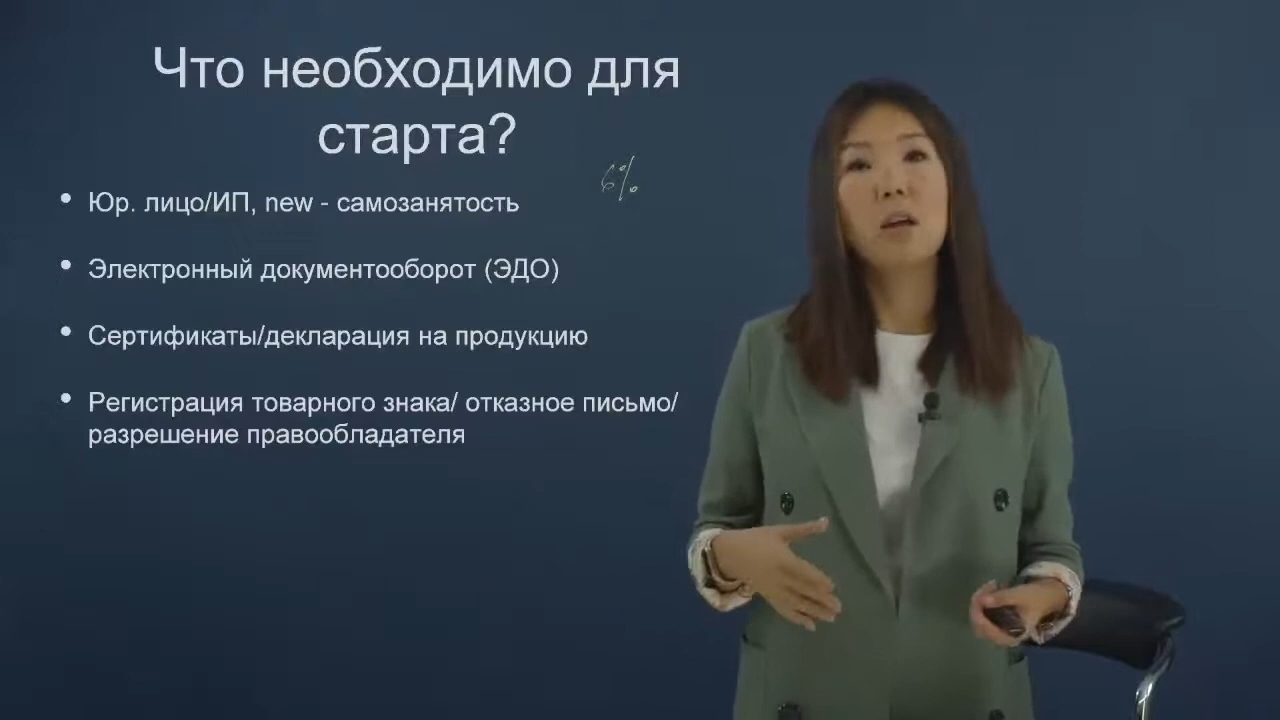 Что необходимо для
старта?
6%
Юр. лицо/ИП, new - самозанятость
Электронный документооборот (ЭДО)
Сертификаты/декларация на продукцию
Регистрация товарного знака/ отказное письмо/
разрешение правообладателя